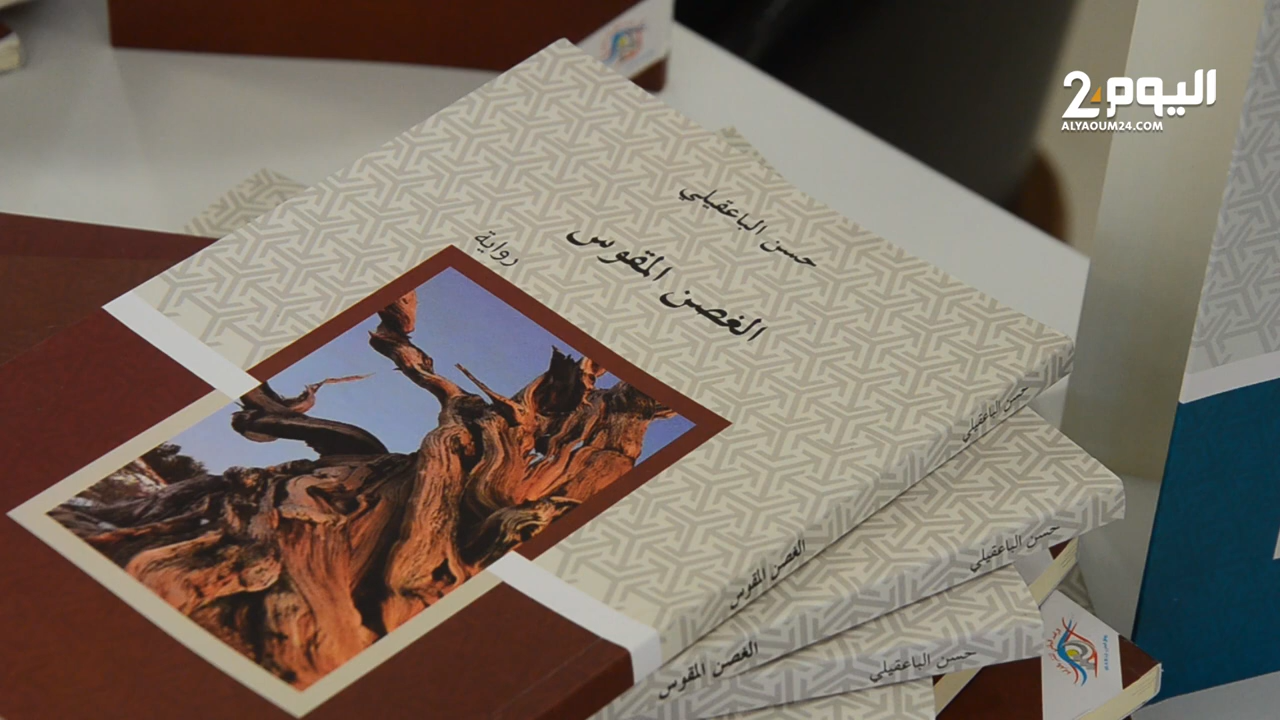 اليوم 24
ALYAOUM24.COM
حسن الباعقيلي
الغصن المقوس
رواية
حسن الباعقيلي
الغصن المقوس
حسن الباعقيلي
الغصن المقوس
حسن الباعقيلي